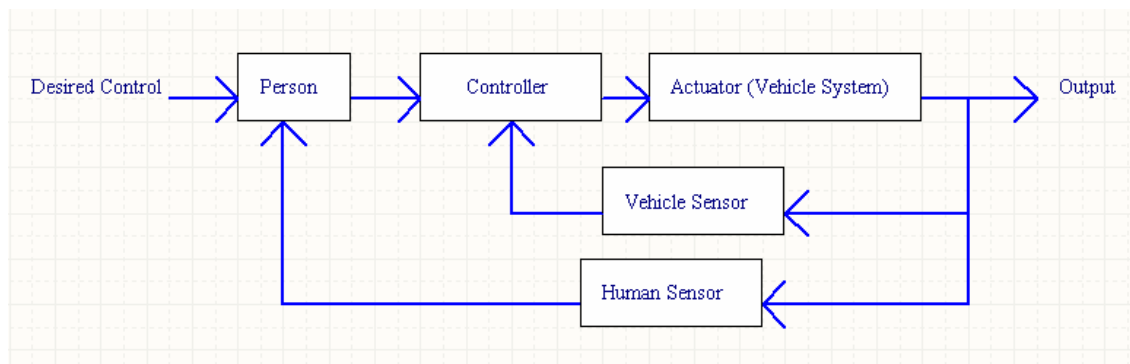 Desired Control
Person
Controller
Actuator (Vehicle System)
Output
Vehicle Sensor
Human Sensor